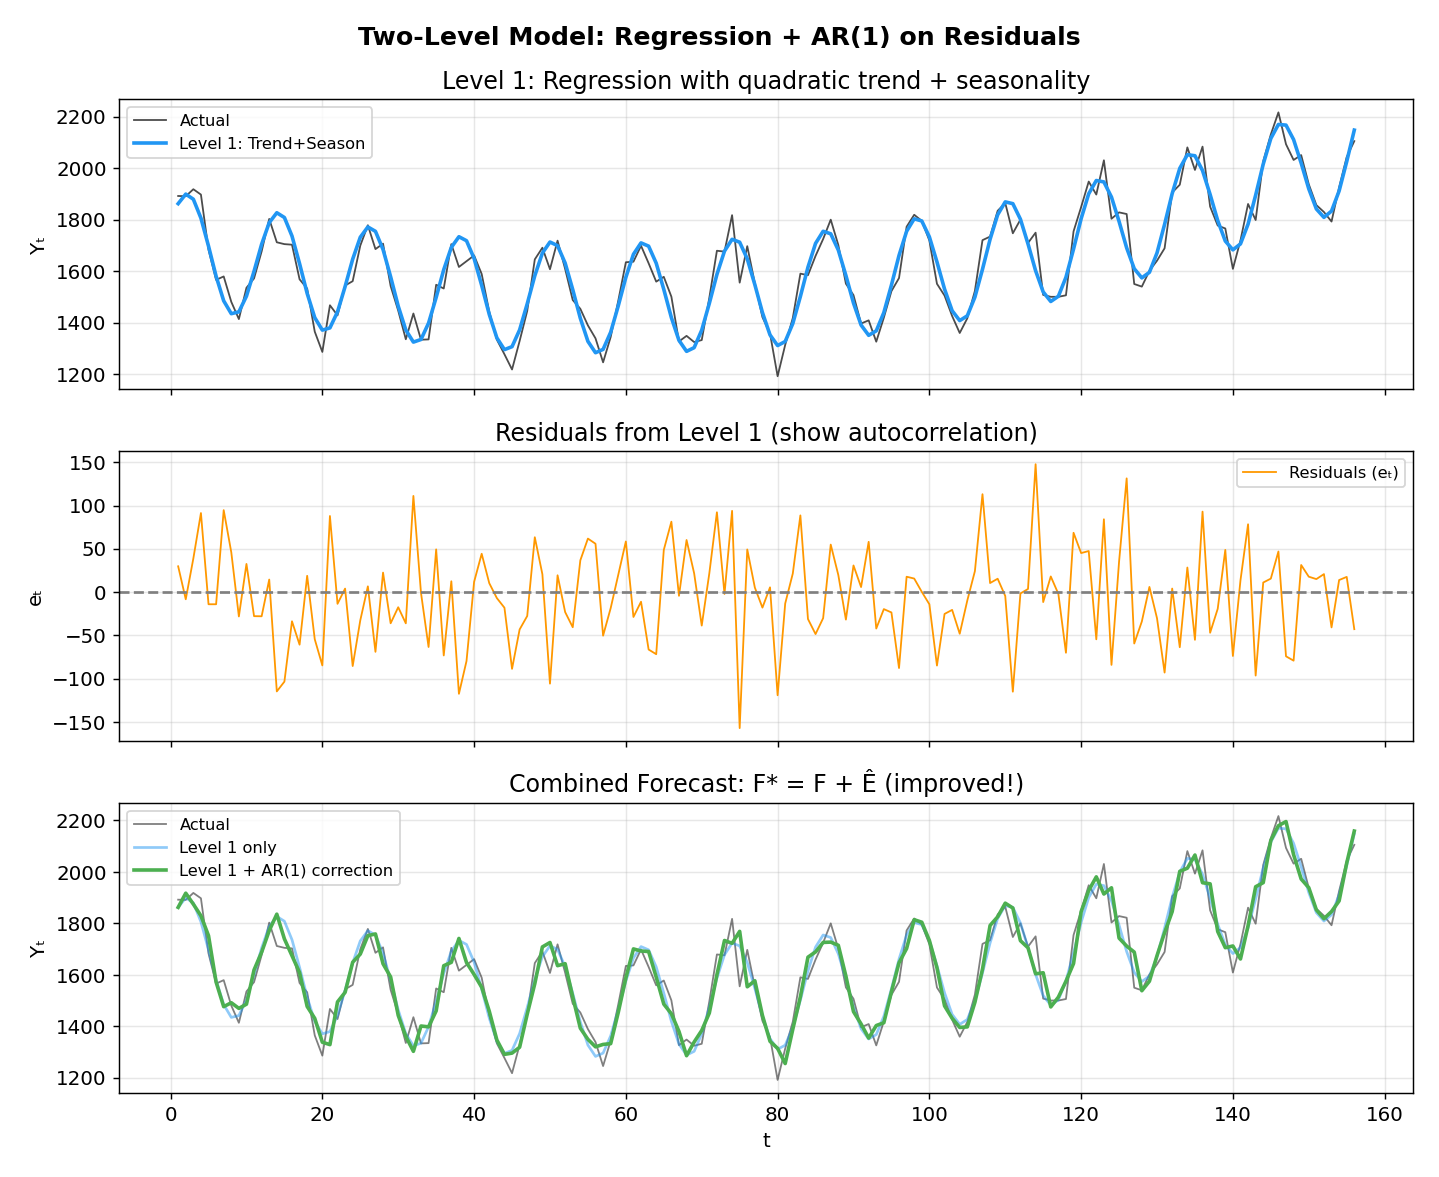 Two-Level Model: Regression + AR(1) on Residuals
Level 1: Regression with quadratic trend + seasonality
Actual
Level 1: Trend+Season
Yₜ
2200
2000
1800
1600
1400
1200
Residuals from Level 1 (show autocorrelation)
Residuals (eₜ)
eₜ
150
100
50
0
−50
−100
−150
Combined Forecast: F* = F + Ê (improved!)
Actual
Level 1 only
Level 1 + AR(1) correction
Yₜ
2200
2000
1800
1600
1400
1200
0 20 40 60 80 100 120 140 160
t